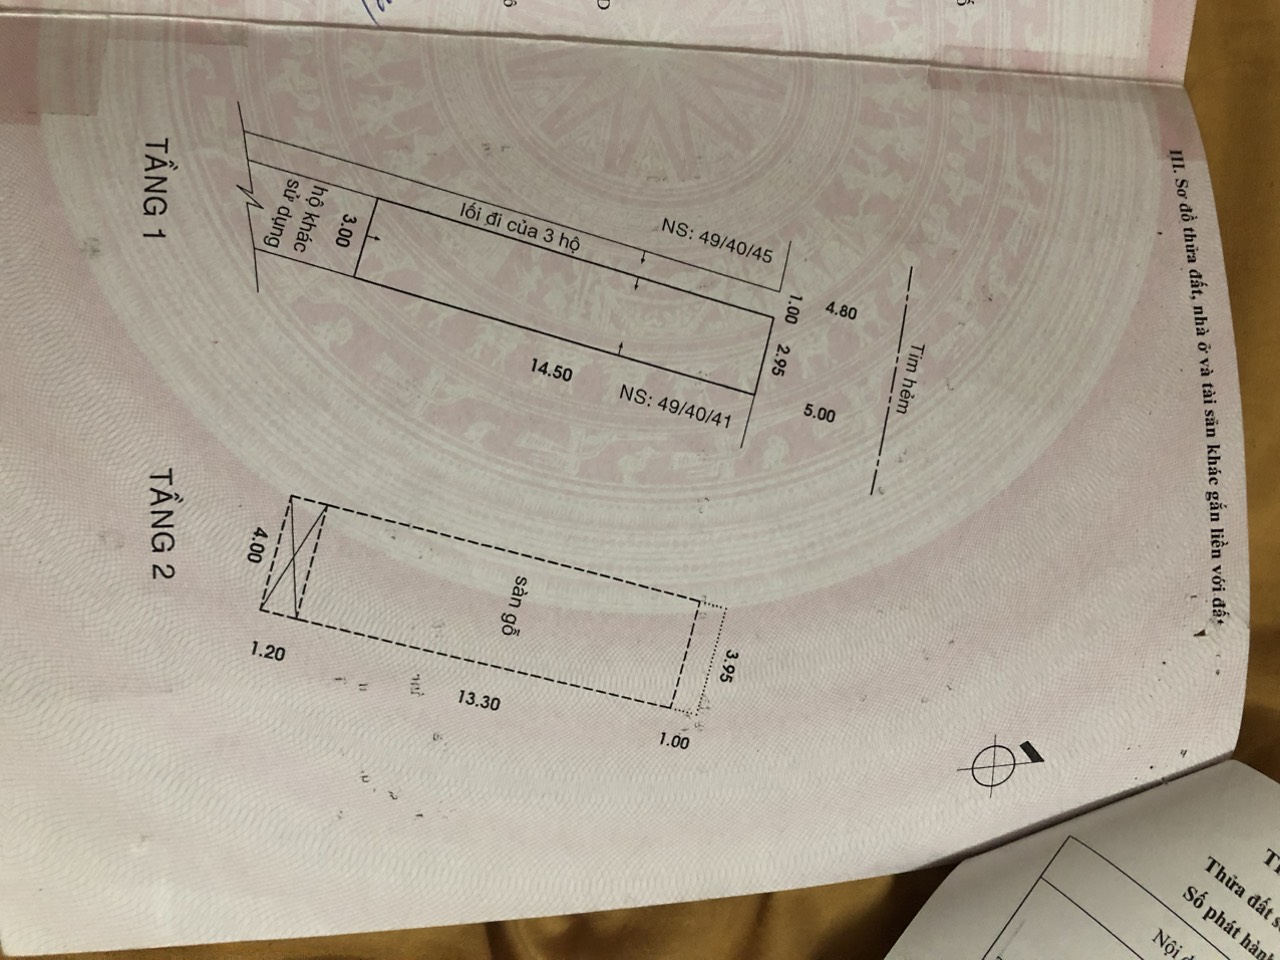 III. Sơ đồ thửa đất, nhà ở và tài sản khác gắn liền với đất
Tim hẻm
4.80
5.00
1.00
2.95
NS: 49/40/45
lối đi của 3 hộ
NS: 49/40/41
14.50
3.00
hộ khác
sử dụng
TẦNG 1
3.95
1.00
sàn gỗ
13.30
4.00
1.20
TẦNG 2
Thửa đất s
Số phát hành
Nội d